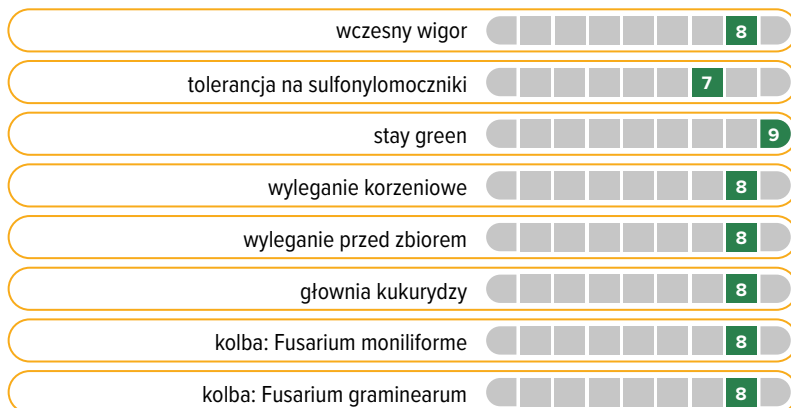 wczesny wigor 8
tolerancja na sulfonylomoczniki 7
stay green 9
wyleganie korzeniowe 8
wyleganie przed zbiorem 8
głownia kukurydzy 8
kolba: Fusarium moniliforme 8
kolba: Fusarium graminearum 8